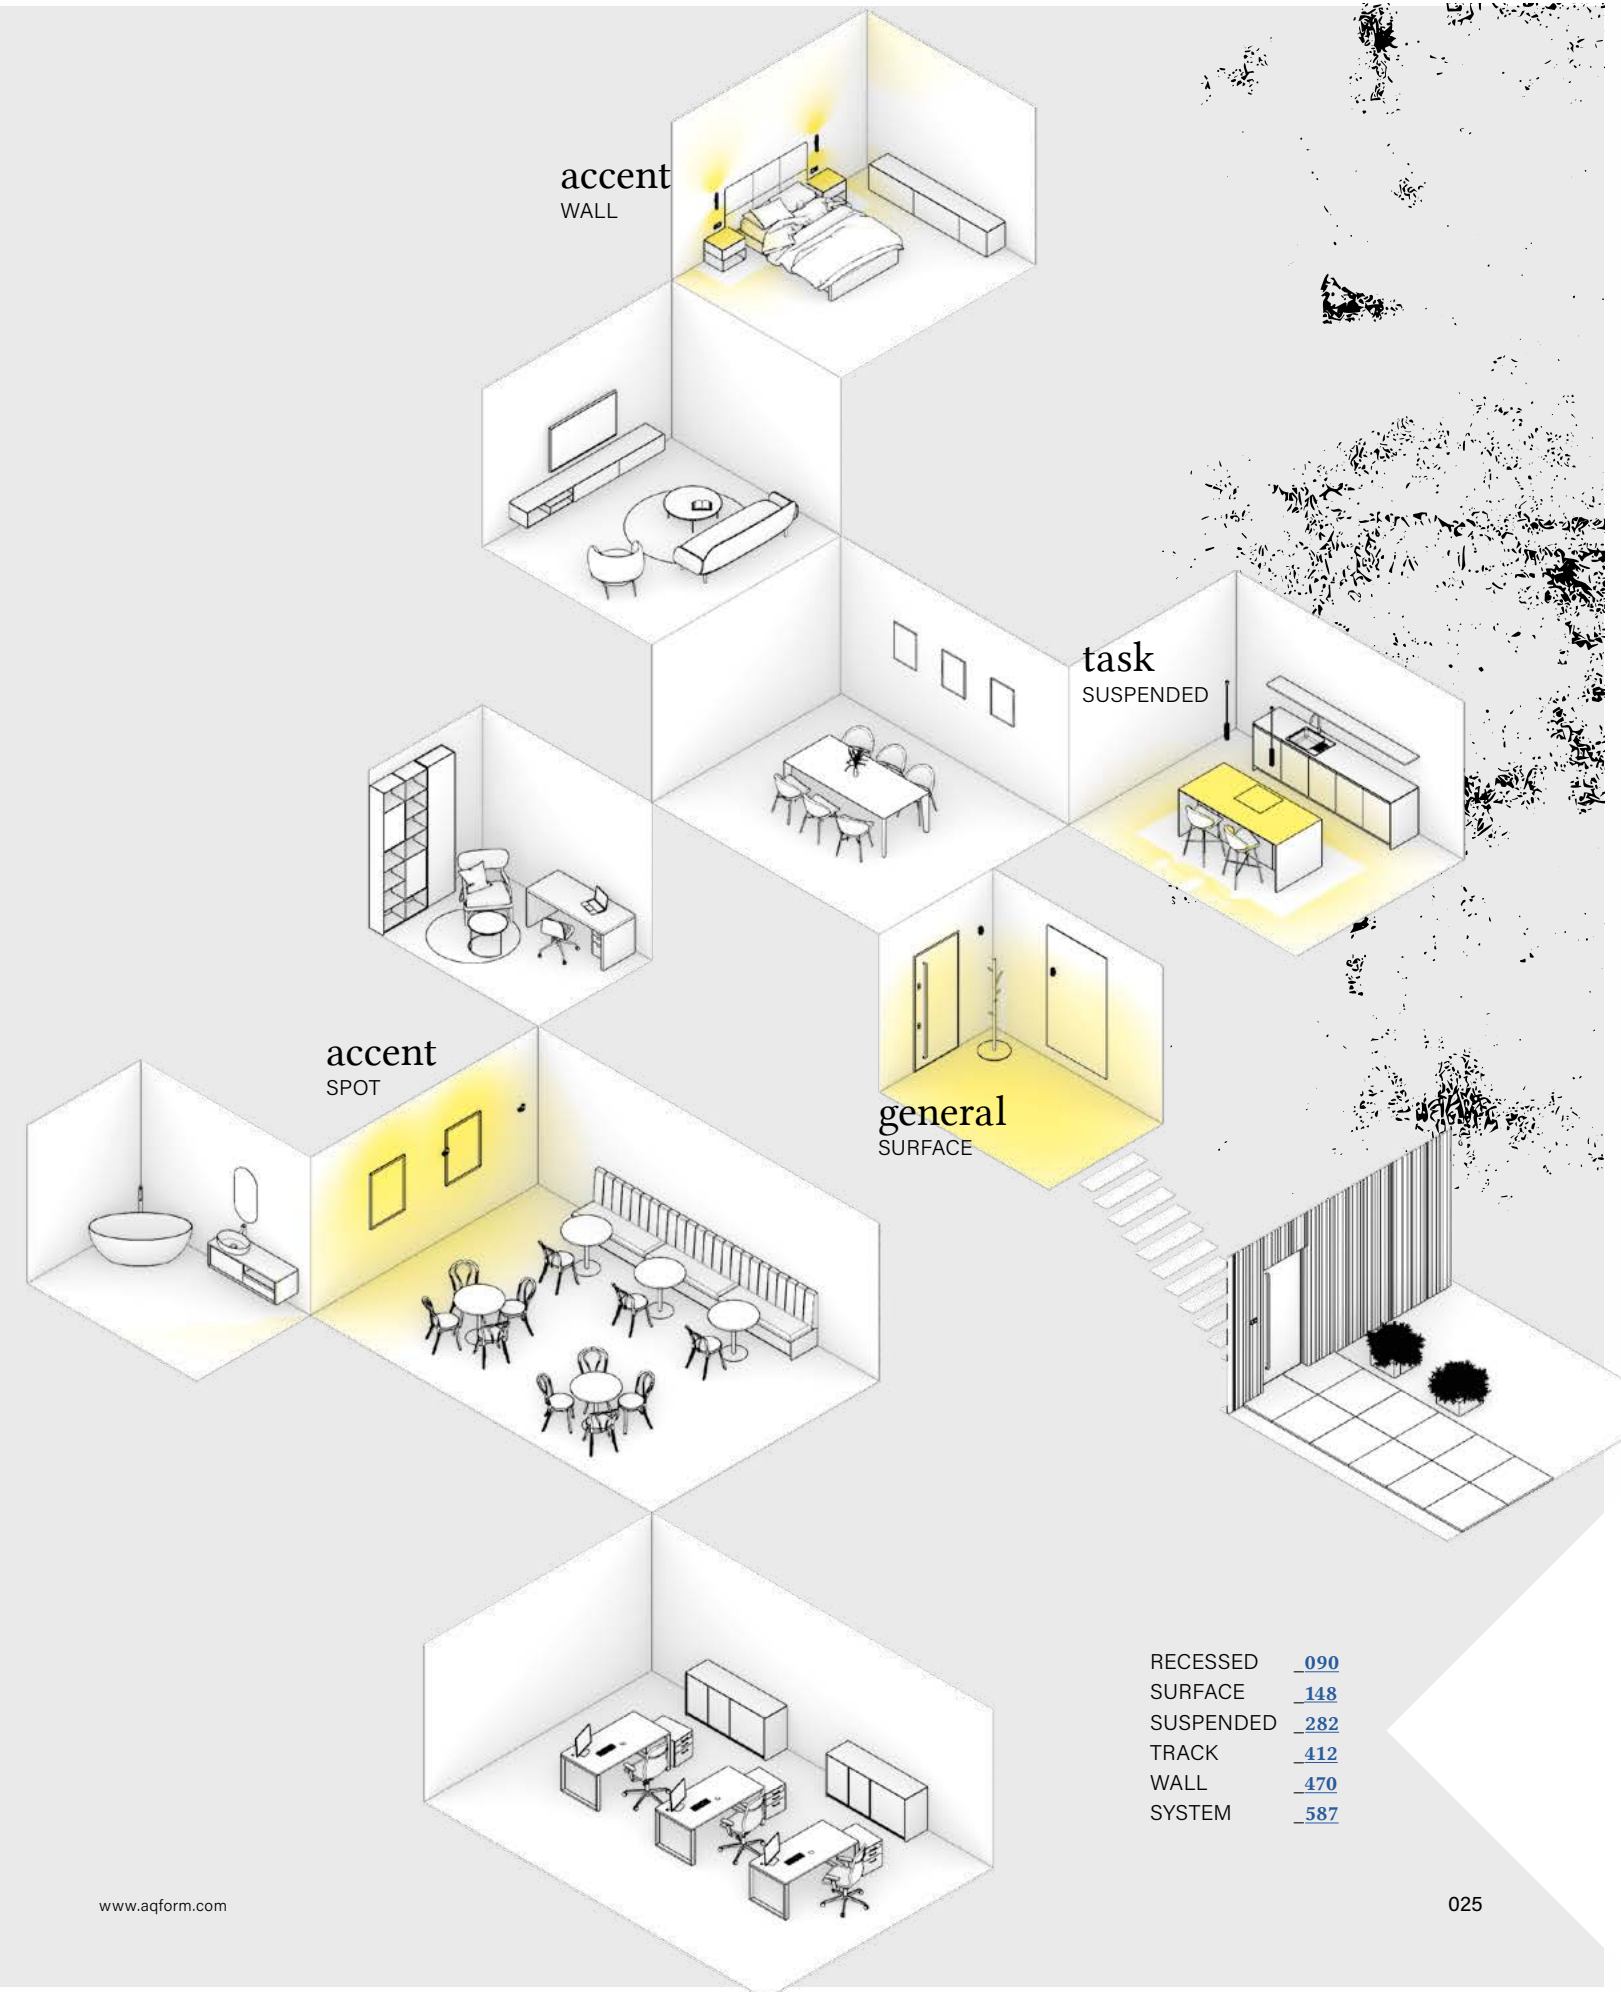 accent
WALL
task
SUSPENDED
accent
SPOT
general
SURFACE
RECESSED _090
SURFACE _148
SUSPENDED _282
TRACK _412
WALL _470
SYSTEM _587
www.aqform.com
025